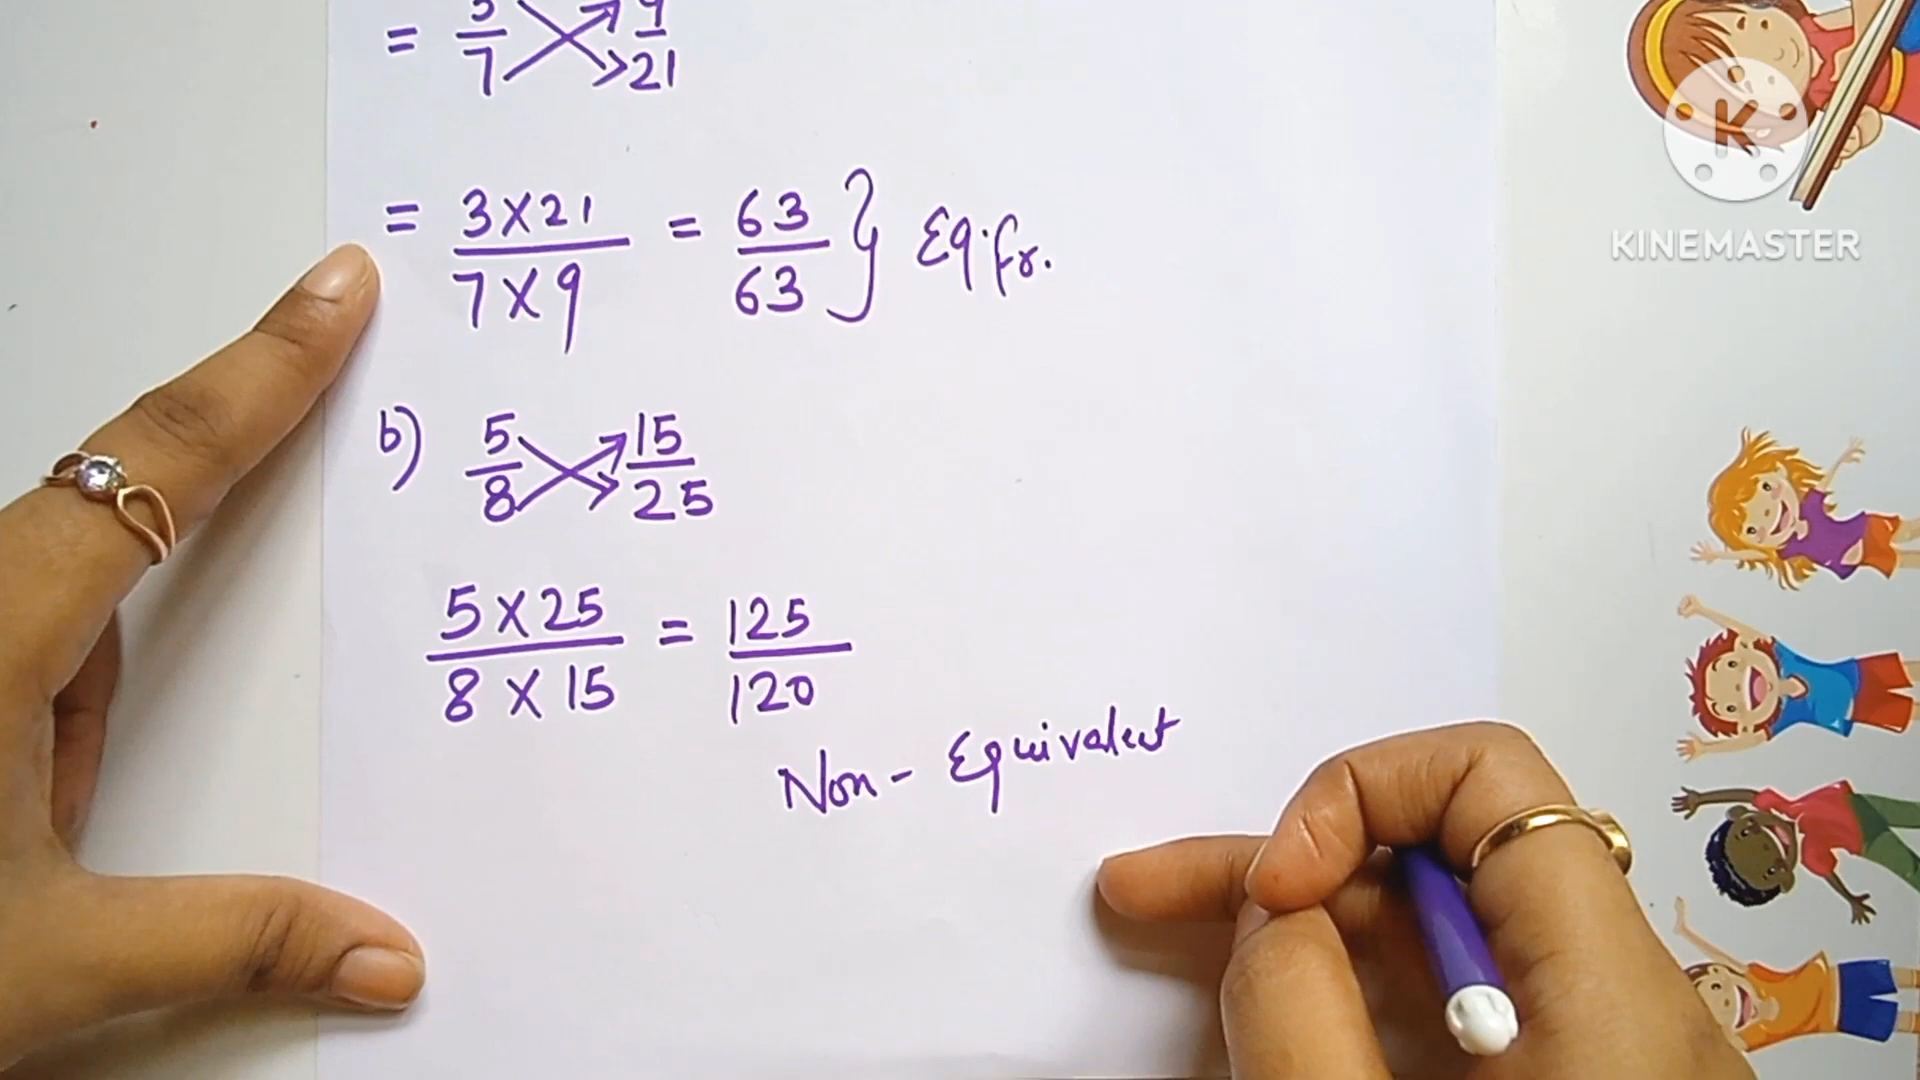 = 3/7 9/21
= 3 X 21 / 7 X 9 = 63/63 } Eq. fr.
b) 5/8 15/25
5 X 25 / 8 X 15 = 125/120
Non - Equivalent
K
KINEMASTER